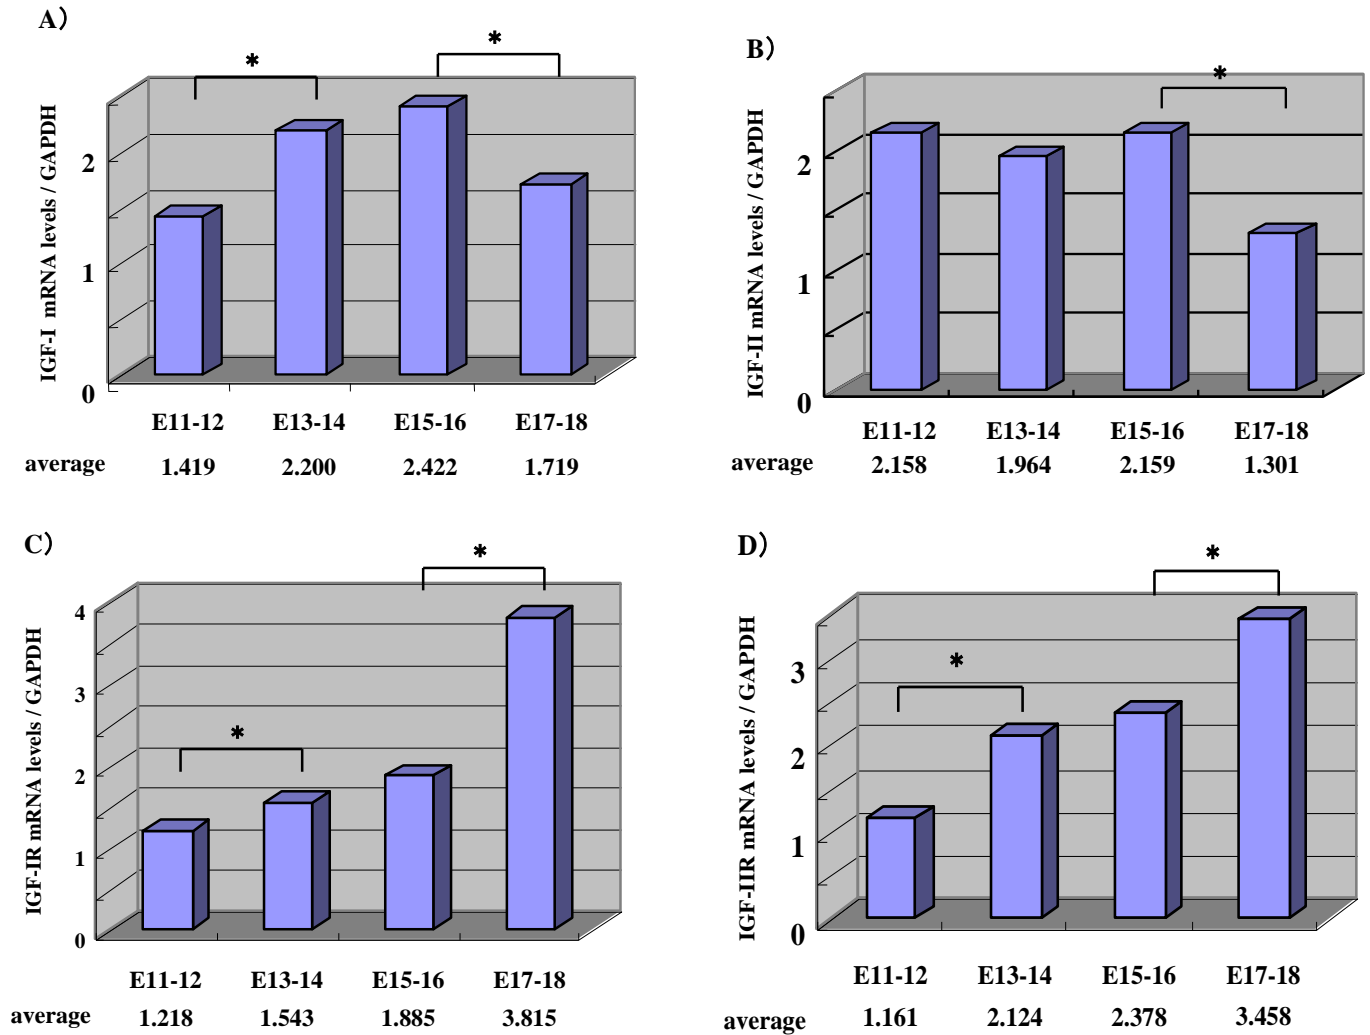 A)
*
*
IGF-I mRNA levels / GAPDH
2
1
0
E11-12 E13-14 E15-16 E17-18
average 1.419 2.200 2.422 1.719
B)
*
IGF-II mRNA levels / GAPDH
2
1
0
E11-12 E13-14 E15-16 E17-18
average 2.158 1.964 2.159 1.301
C)
*
*
IGF-IR mRNA levels / GAPDH
4
3
2
1
0
E11-12 E13-14 E15-16 E17-18
average 1.218 1.543 1.885 3.815
D)
*
*
IGF-IIR mRNA levels / GAPDH
3
2
1
0
E11-12 E13-14 E15-16 E17-18
average 1.161 2.124 2.378 3.458